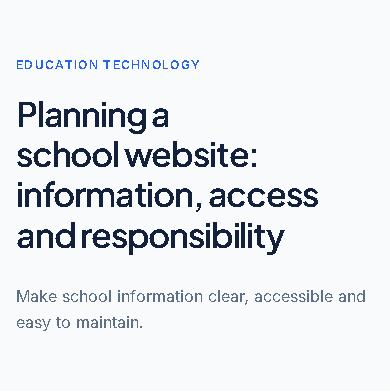 EDUCATION TECHNOLOGY
Planning a
school website:
information, access
and responsibility
Make school information clear, accessible and
easy to maintain.